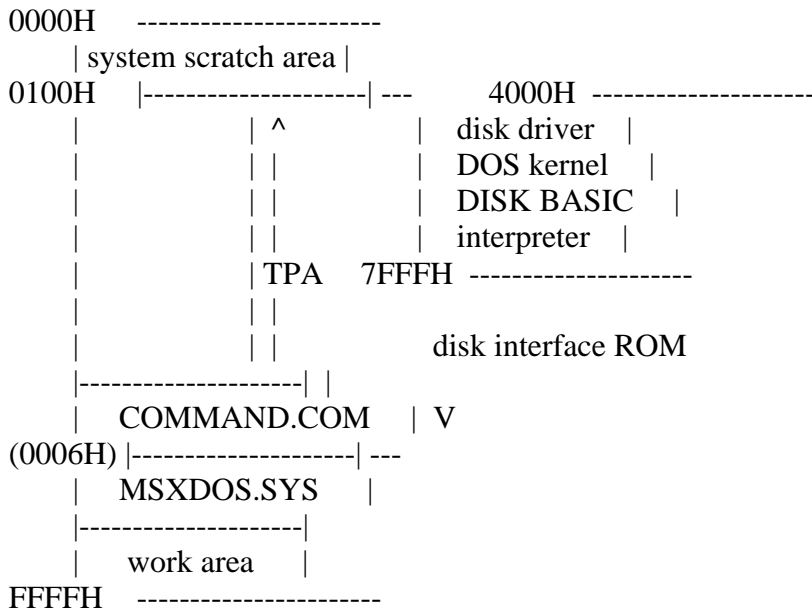 0000H ----------------------
| system scratch area |
0100H |---------------------| --- 4000H ---------------------
| | ^ | disk driver |
| | | | DOS kernel |
| | | | DISK BASIC |
| | | | interpreter |
| | TPA 7FFFH ---------------------
| | |
| | | disk interface ROM
|---------------------| |
| COMMAND.COM | V
(0006H) |---------------------| ---
| MSXDOS.SYS |
|---------------------|
| work area |
FFFFH -----------------------